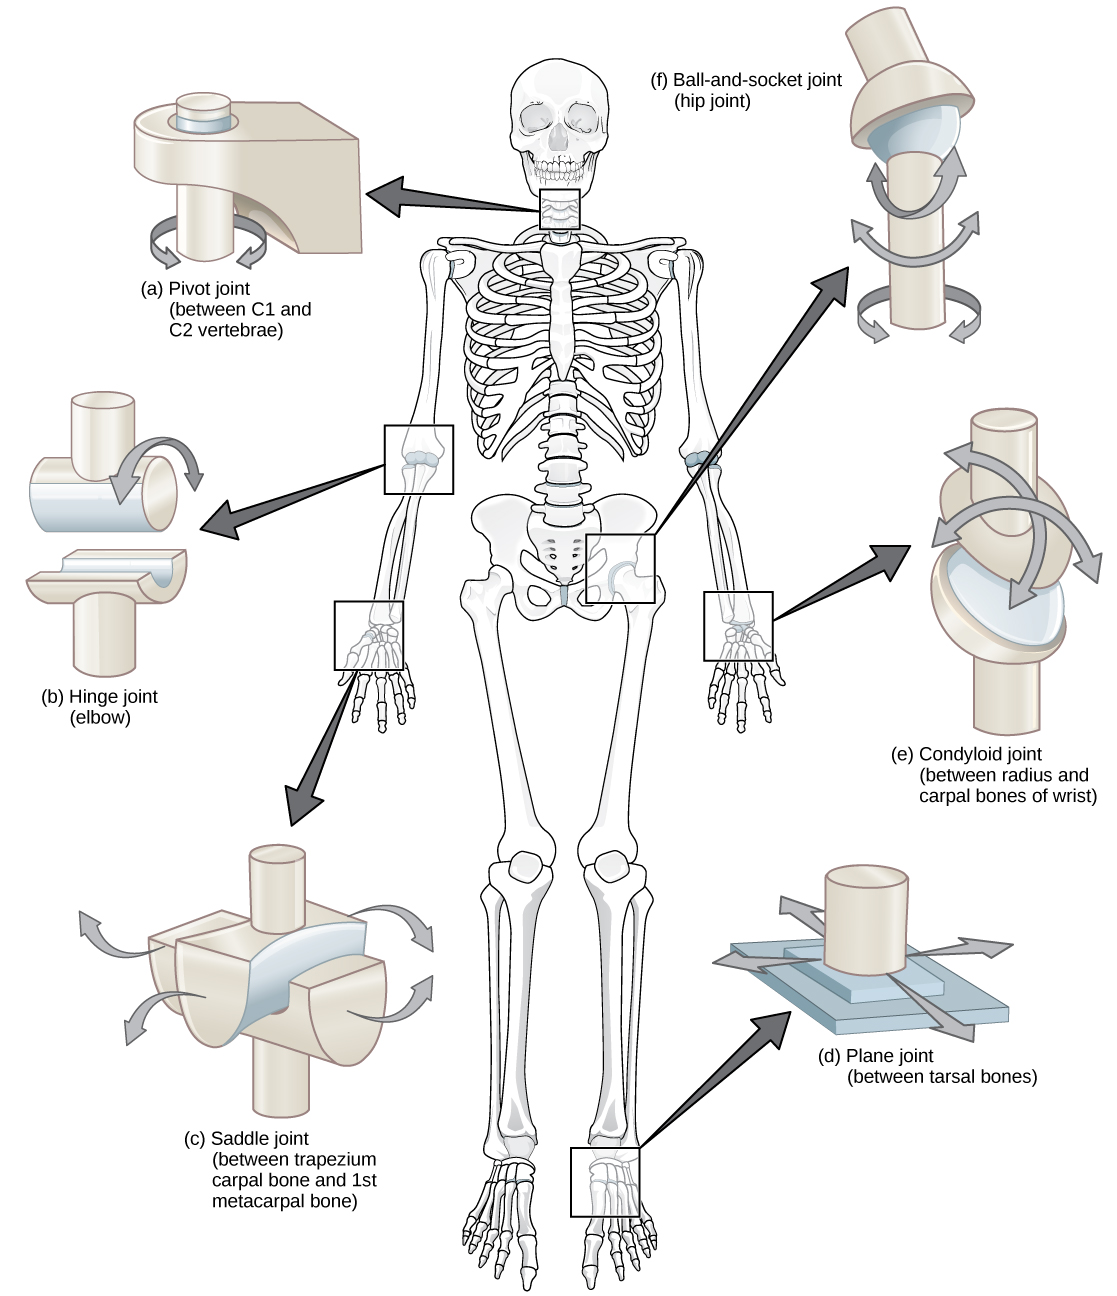 (a) Pivot joint
(between C1 and
C2 vertebrae)
(b) Hinge joint
(elbow)
(c) Saddle joint
(between trapezium
carpal bone and 1st
metacarpal bone)
(d) Plane joint
(between tarsal bones)
(e) Condyloid joint
(between radius and
carpal bones of wrist)
(f) Ball-and-socket joint
(hip joint)